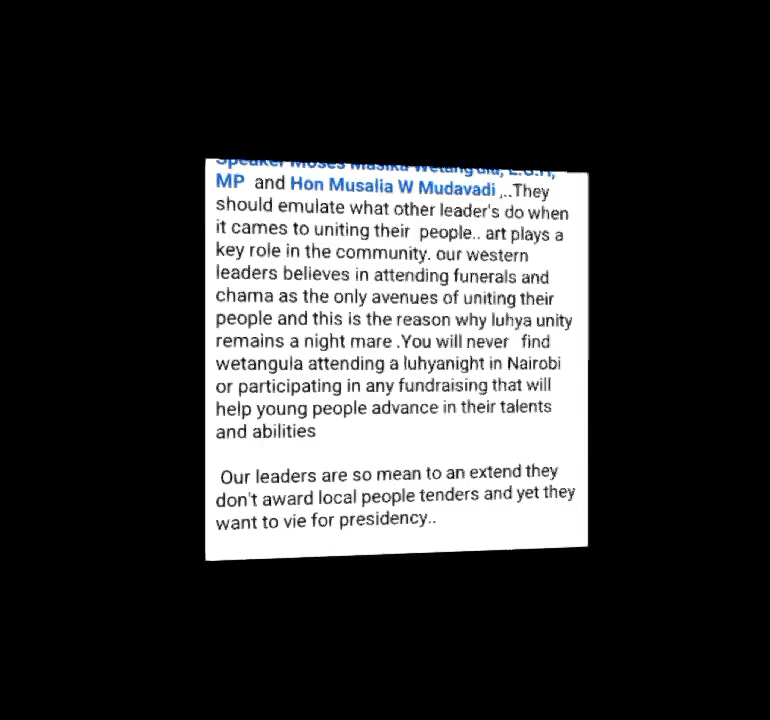 Speaker Moses Masika Wetang'ula, E.G.H,
MP and Hon Musalia W Mudavadi ,..They
should emulate what other leader's do when
it cames to uniting their people.. art plays a
key role in the community. our western
leaders believes in attending funerals and
chama as the only avenues of uniting their
people and this is the reason why luhya unity
remains a night mare .You will never find
wetangula attending a luhyanight in Nairobi
or participating in any fundraising that will
help young people advance in their talents
and abilities
Our leaders are so mean to an extend they
don't award local people tenders and yet they
want to vie for presidency..